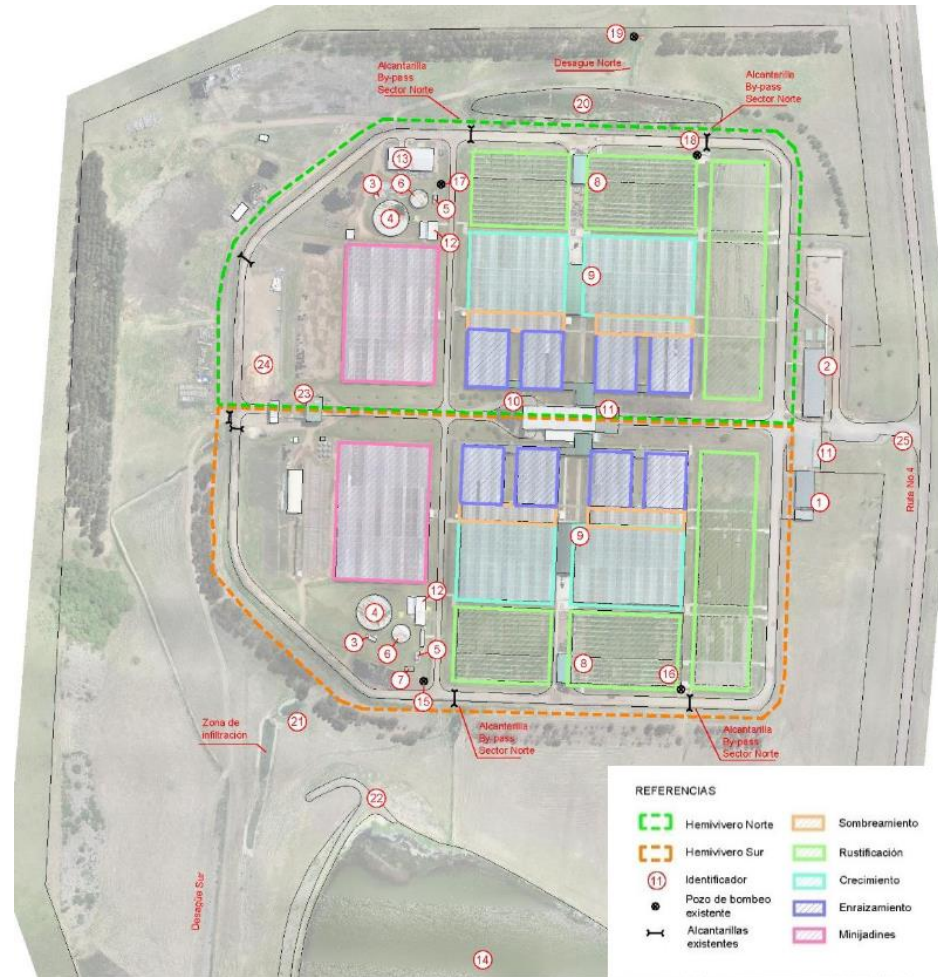 19
Alcantarilla
By-pass
Sector Norte
Desague Norte
Alcantarilla
By-pass
Sector Norte
20
18
13
3
6
17
5
4
12
8
9
24
23
10
11
2
25
11
1
Ruta No.4
9
12
4
3
6
5
7
15
8
16
Zona de
infiltración
21
Alcantarilla
By-pass
Sector Norte
Alcantarilla
By-pass
Sector Norte
22
Desagüe Sur
14
REFERENCIAS
Hemivivero Norte
Hemivivero Sur
11 Identificador
Pozo de bombeo
existente
Alcantarillas
existentes
Sombreamiento
Rustificación
Crecimiento
Enraizamiento
Minijadines